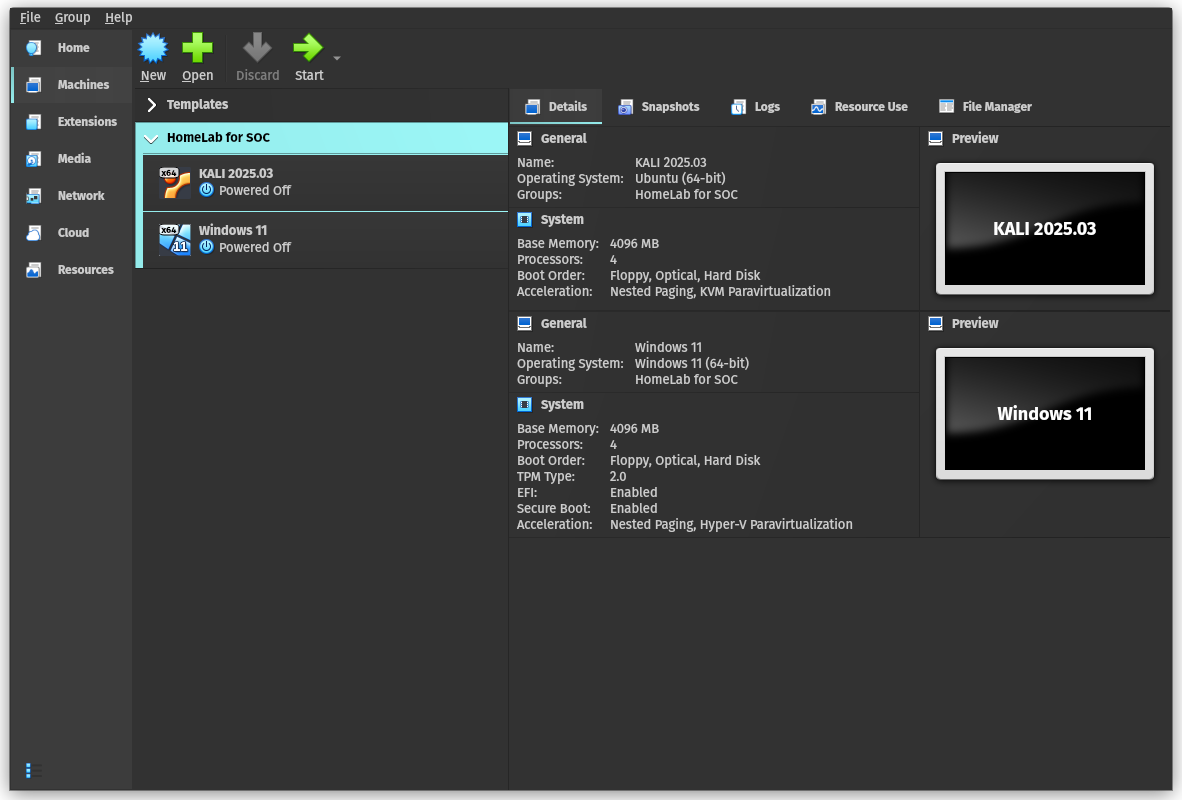 File Group Help
Home
Machines
Extensions
Media
Network
Cloud
Resources
New Open Discard Start
Templates
HomeLab for SOC
x64
KALI 2025.03
Powered Off
x64
11
Windows 11
Powered Off
Details Snapshots Logs Resource Use File Manager
General
Name: KALI 2025.03
Operating System: Ubuntu (64-bit)
Groups: HomeLab for SOC
System
Base Memory: 4096 MB
Processors: 4
Boot Order: Floppy, Optical, Hard Disk
Acceleration: Nested Paging, KVM Paravirtualization
Preview
KALI 2025.03
General
Name: Windows 11
Operating System: Windows 11 (64-bit)
Groups: HomeLab for SOC
System
Base Memory: 4096 MB
Processors: 4
Boot Order: Floppy, Optical, Hard Disk
TPM Type: 2.0
EFI: Enabled
Secure Boot: Enabled
Acceleration: Nested Paging, Hyper-V Paravirtualization
Preview
Windows 11